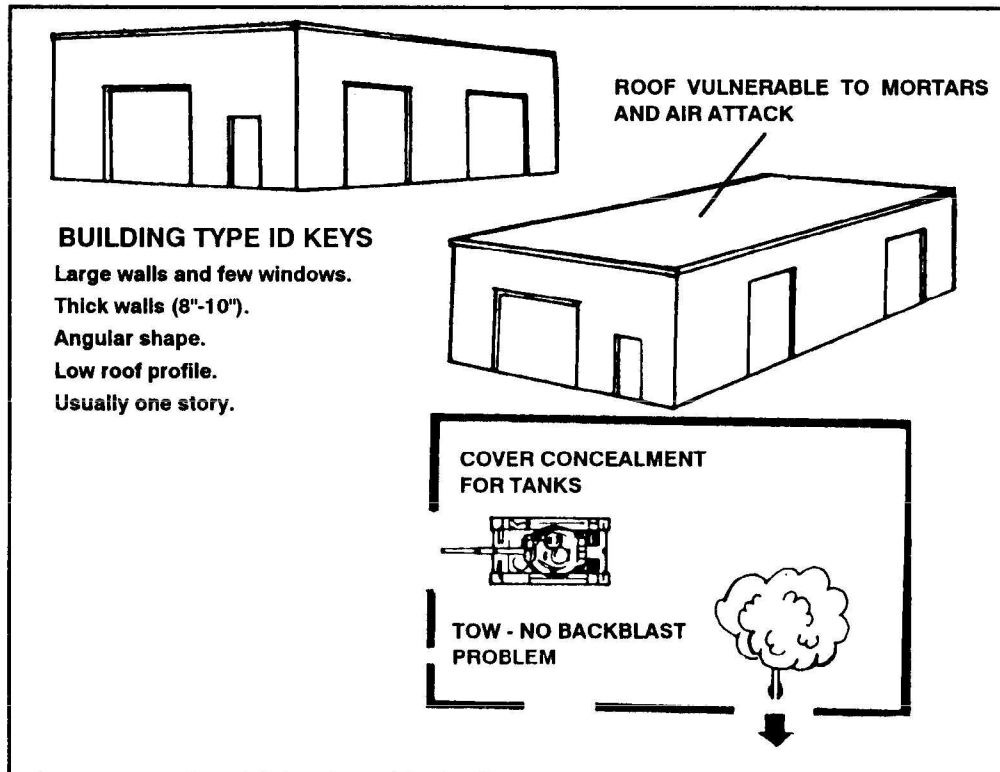 ROOF VULNERABLE TO MORTARS
AND AIR ATTACK
BUILDING TYPE ID KEYS
Large walls and few windows.
Thick walls (8"-10").
Angular shape.
Low roof profile.
Usually one story.
COVER CONCEALMENT
FOR TANKS
TOW - NO BACKBLAST
PROBLEM